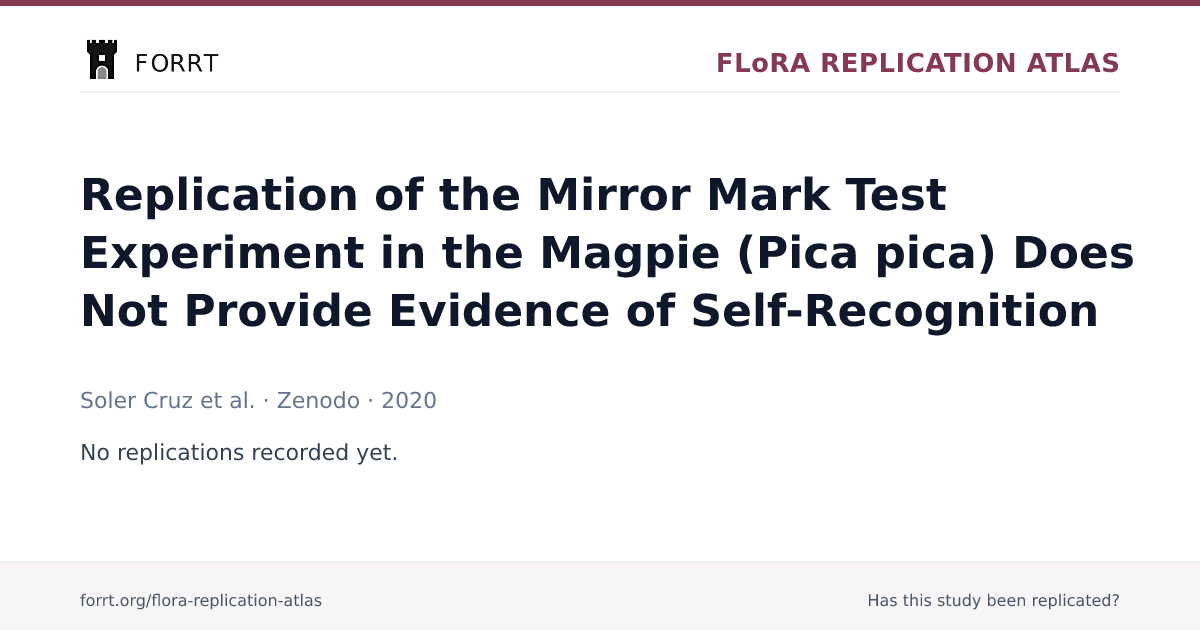 FORRT
FLoRA REPLICATION ATLAS
Replication of the Mirror Mark Test
Experiment in the Magpie (Pica pica) Does
Not Provide Evidence of Self-Recognition
Soler Cruz et al. · Zenodo · 2020
No replications recorded yet.
forrt.org/flora-replication-atlas
Has this study been replicated?